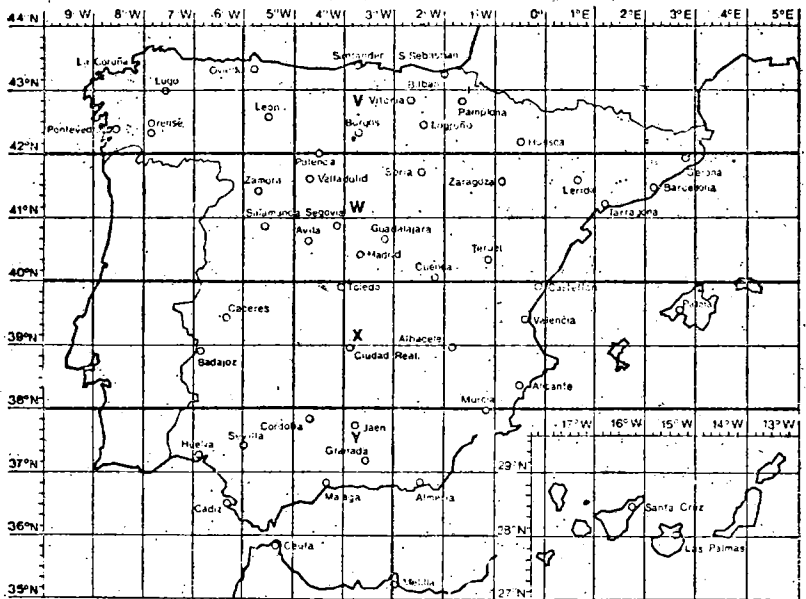 9° W 8° W 7° W 6° W 5° W 4° W 3° W 2° W 1° W 0° 1°E 2°E 3°E 4°E 5°E
44°N
Santander S. Sebastian
La Coruña
Oviedo
Bilbao
43°N
Lugo
V Vitoria
Pamplona
Leon
Pontevedra Orense
Burgos
Logroño
Huesca
42°N
Palencia
Gerona
Zamora
Valladolid
Soria
Zaragoza
Lerida
Barcelona
41°N
W
Tarragona
Salamanca Segovia
Guadalajara
Avila
Madrid
Teruel
Cuenca
40°N
Toledo
Castellon
Caceres
Palma
Valencia
39°N
X
Albacete
Ciudad Real.
Badajoz
Alicante
Murcia
38°N
Cordoba
Jaen
Sevilla
Y
Huelva
Granada
37°N
Malaga
Almeria
Cadiz
36°N
Ceuta
Melilla
35°N
17° W 16° W 15° W 14° W 13° W
29°N
Santa Cruz
28°N
Las Palmas
27°N